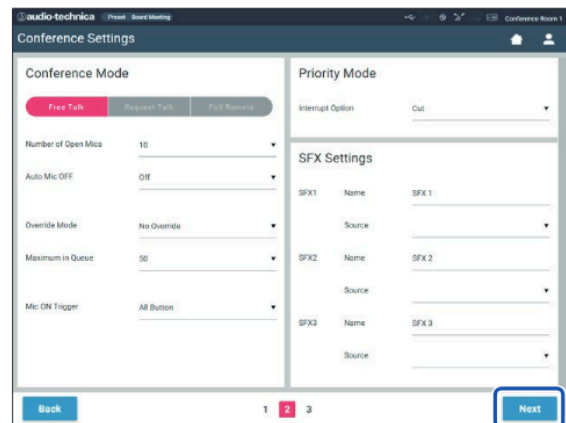 audio-technica Preset Board Meeting Conference Room 1
Conference Settings
Conference Mode
Free Talk Request Talk Full Remote
Number of Open Mics 10
Auto Mic OFF Off
Override Mode No Override
Maximum in Queue 50
Mic ON Trigger All Button
Priority Mode
Interrupt Option Cut
SFX Settings
SFX1 Name SFX 1
Source
SFX2 Name SFX 2
Source
SFX3 Name SFX 3
Source
Back 1 2 3 Next